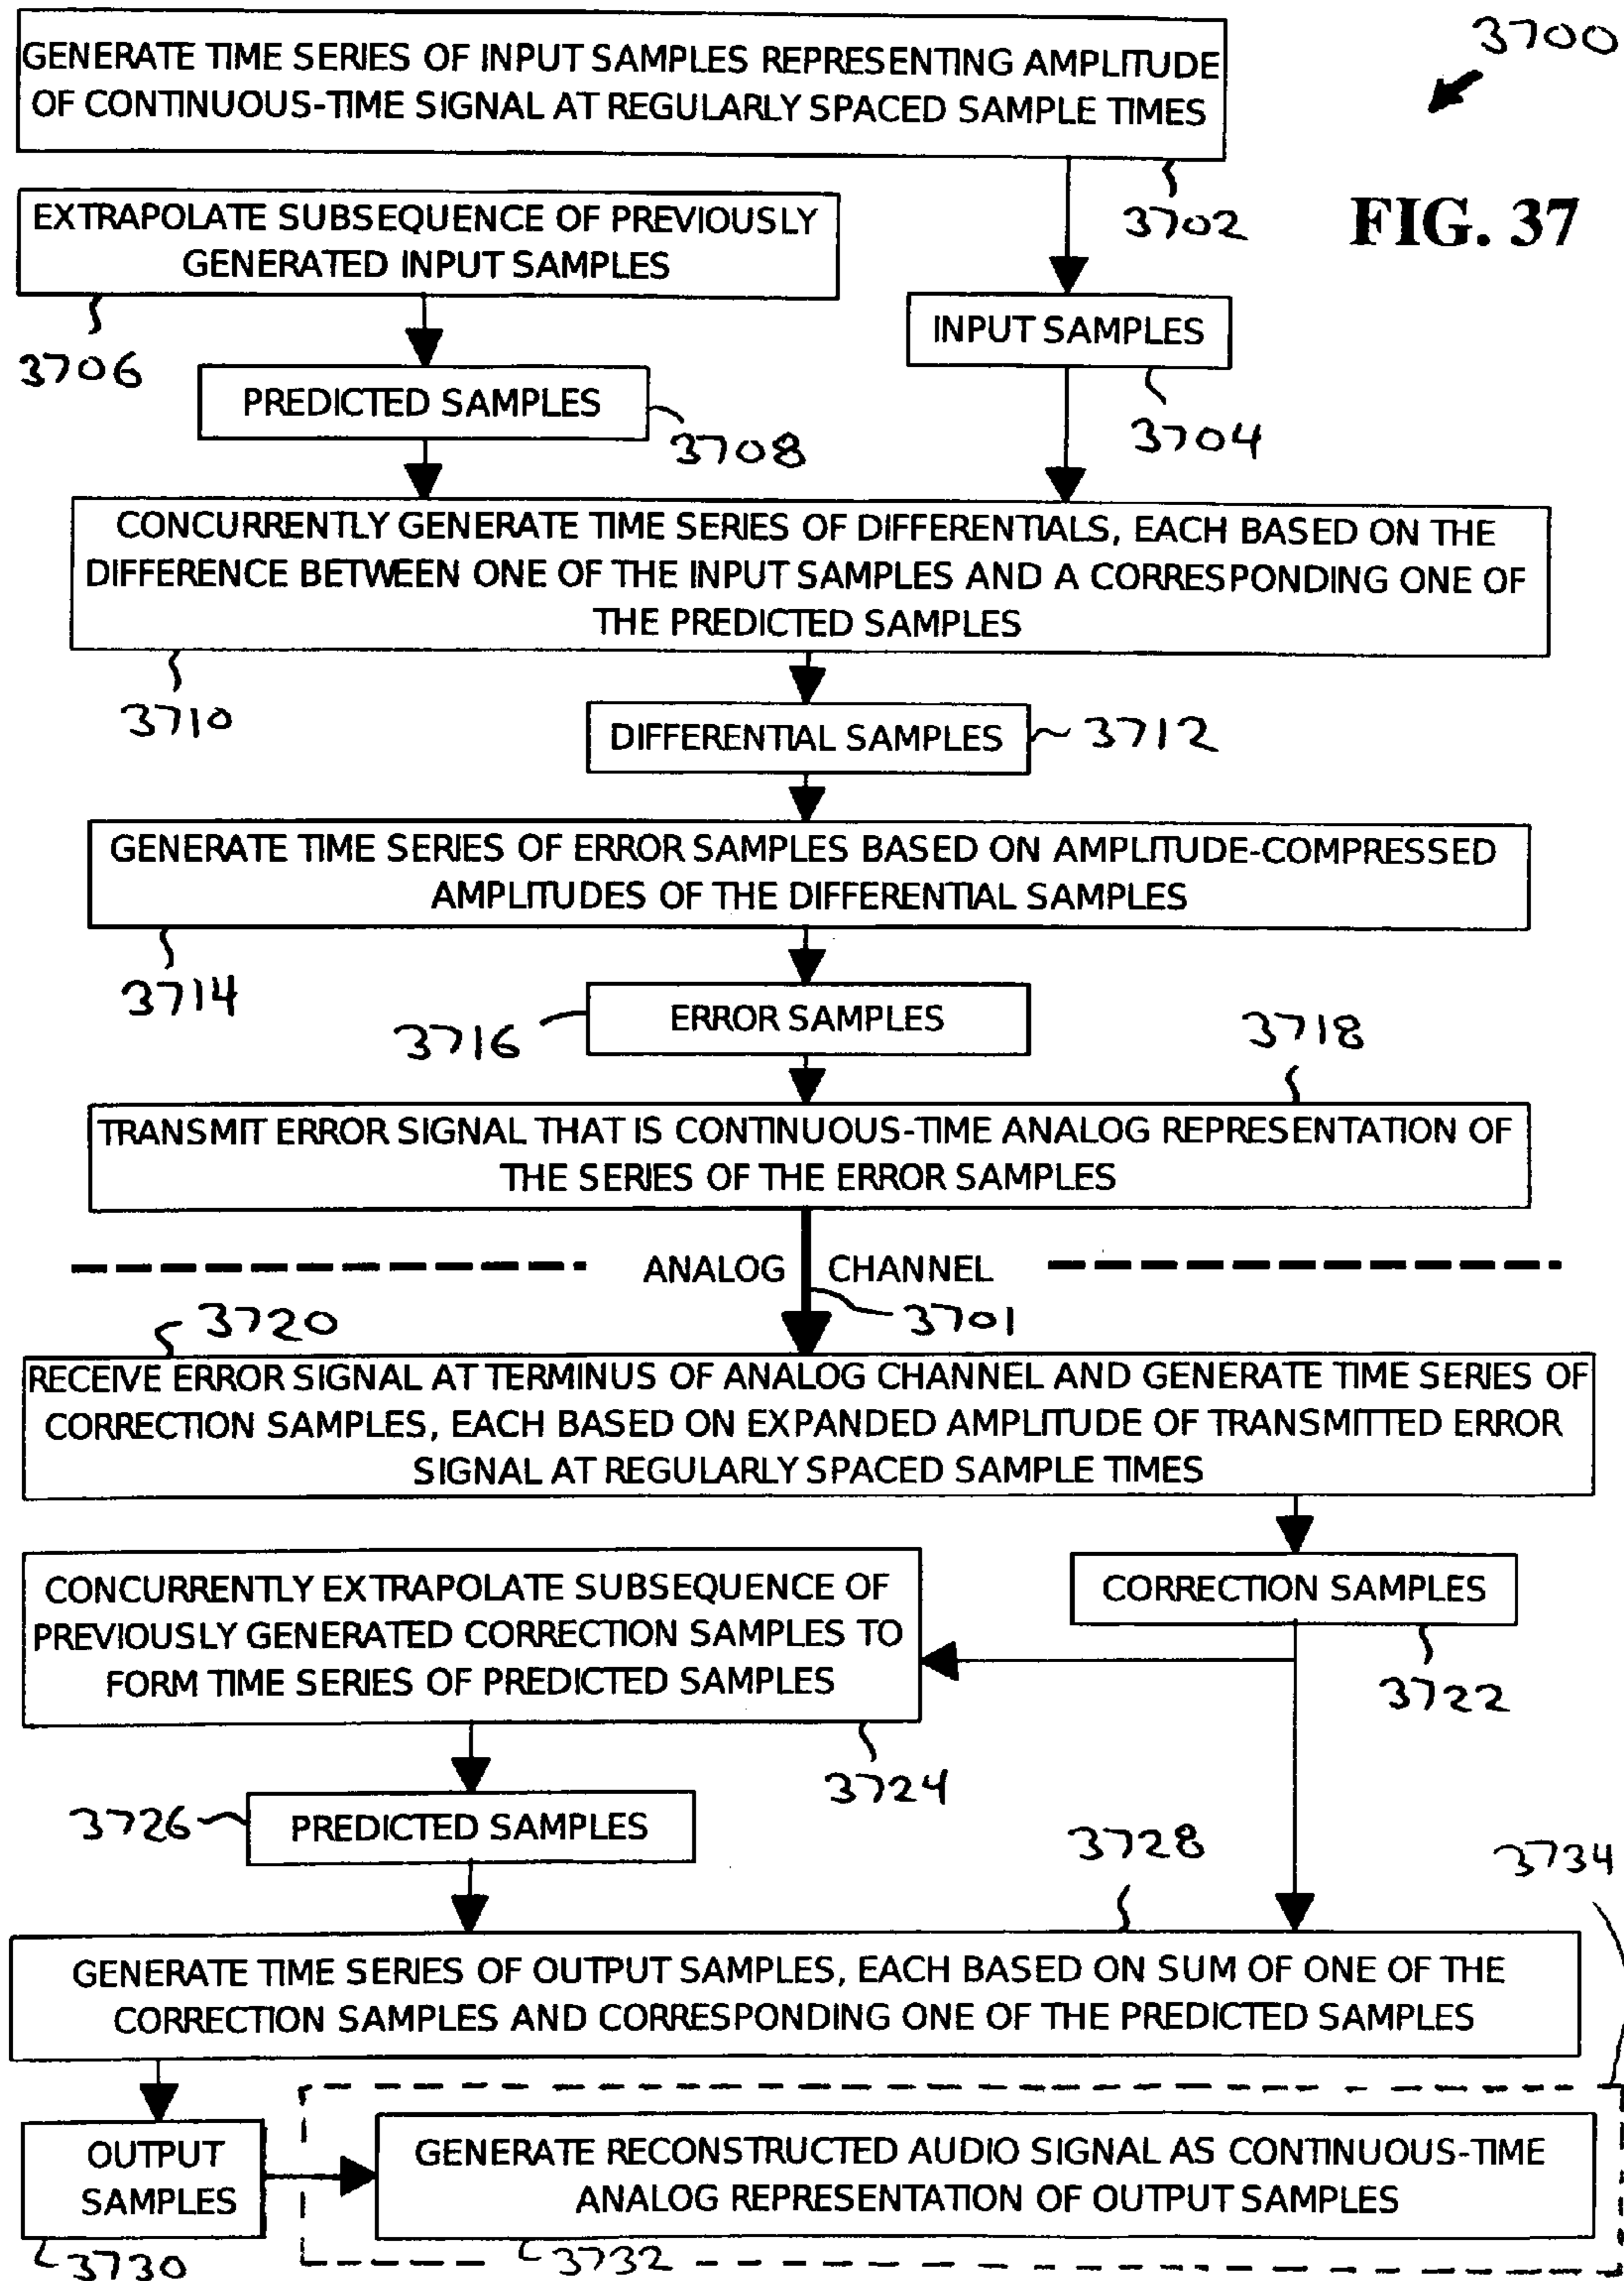 GENERATE TIME SERIES OF INPUT SAMPLES REPRESENTING AMPLITUDE
OF CONTINUOUS-TIME SIGNAL AT REGULARLY SPACED SAMPLE TIMES
3700
3702
FIG. 37
EXTRAPOLATE SUBSEQUENCE OF PREVIOUSLY
GENERATED INPUT SAMPLES
3706
INPUT SAMPLES
3704
PREDICTED SAMPLES
3708
CONCURRENTLY GENERATE TIME SERIES OF DIFFERENTIALS, EACH BASED ON THE
DIFFERENCE BETWEEN ONE OF THE INPUT SAMPLES AND A CORRESPONDING ONE OF
THE PREDICTED SAMPLES
3710
DIFFERENTIAL SAMPLES
3712
GENERATE TIME SERIES OF ERROR SAMPLES BASED ON AMPLITUDE-COMPRESSED
AMPLITUDES OF THE DIFFERENTIAL SAMPLES
3714
3716
ERROR SAMPLES
3718
TRANSMIT ERROR SIGNAL THAT IS CONTINUOUS-TIME ANALOG REPRESENTATION OF
THE SERIES OF THE ERROR SAMPLES
ANALOG CHANNEL
3701
3720
RECEIVE ERROR SIGNAL AT TERMINUS OF ANALOG CHANNEL AND GENERATE TIME SERIES OF
CORRECTION SAMPLES, EACH BASED ON EXPANDED AMPLITUDE OF TRANSMITTED ERROR
SIGNAL AT REGULARLY SPACED SAMPLE TIMES
CONCURRENTLY EXTRAPOLATE SUBSEQUENCE OF
PREVIOUSLY GENERATED CORRECTION SAMPLES TO
FORM TIME SERIES OF PREDICTED SAMPLES
CORRECTION SAMPLES
3722
3724
3726
PREDICTED SAMPLES
3728
3734
GENERATE TIME SERIES OF OUTPUT SAMPLES, EACH BASED ON SUM OF ONE OF THE
CORRECTION SAMPLES AND CORRESPONDING ONE OF THE PREDICTED SAMPLES
OUTPUT
SAMPLES
3730
GENERATE RECONSTRUCTED AUDIO SIGNAL AS CONTINUOUS-TIME
ANALOG REPRESENTATION OF OUTPUT SAMPLES
3732